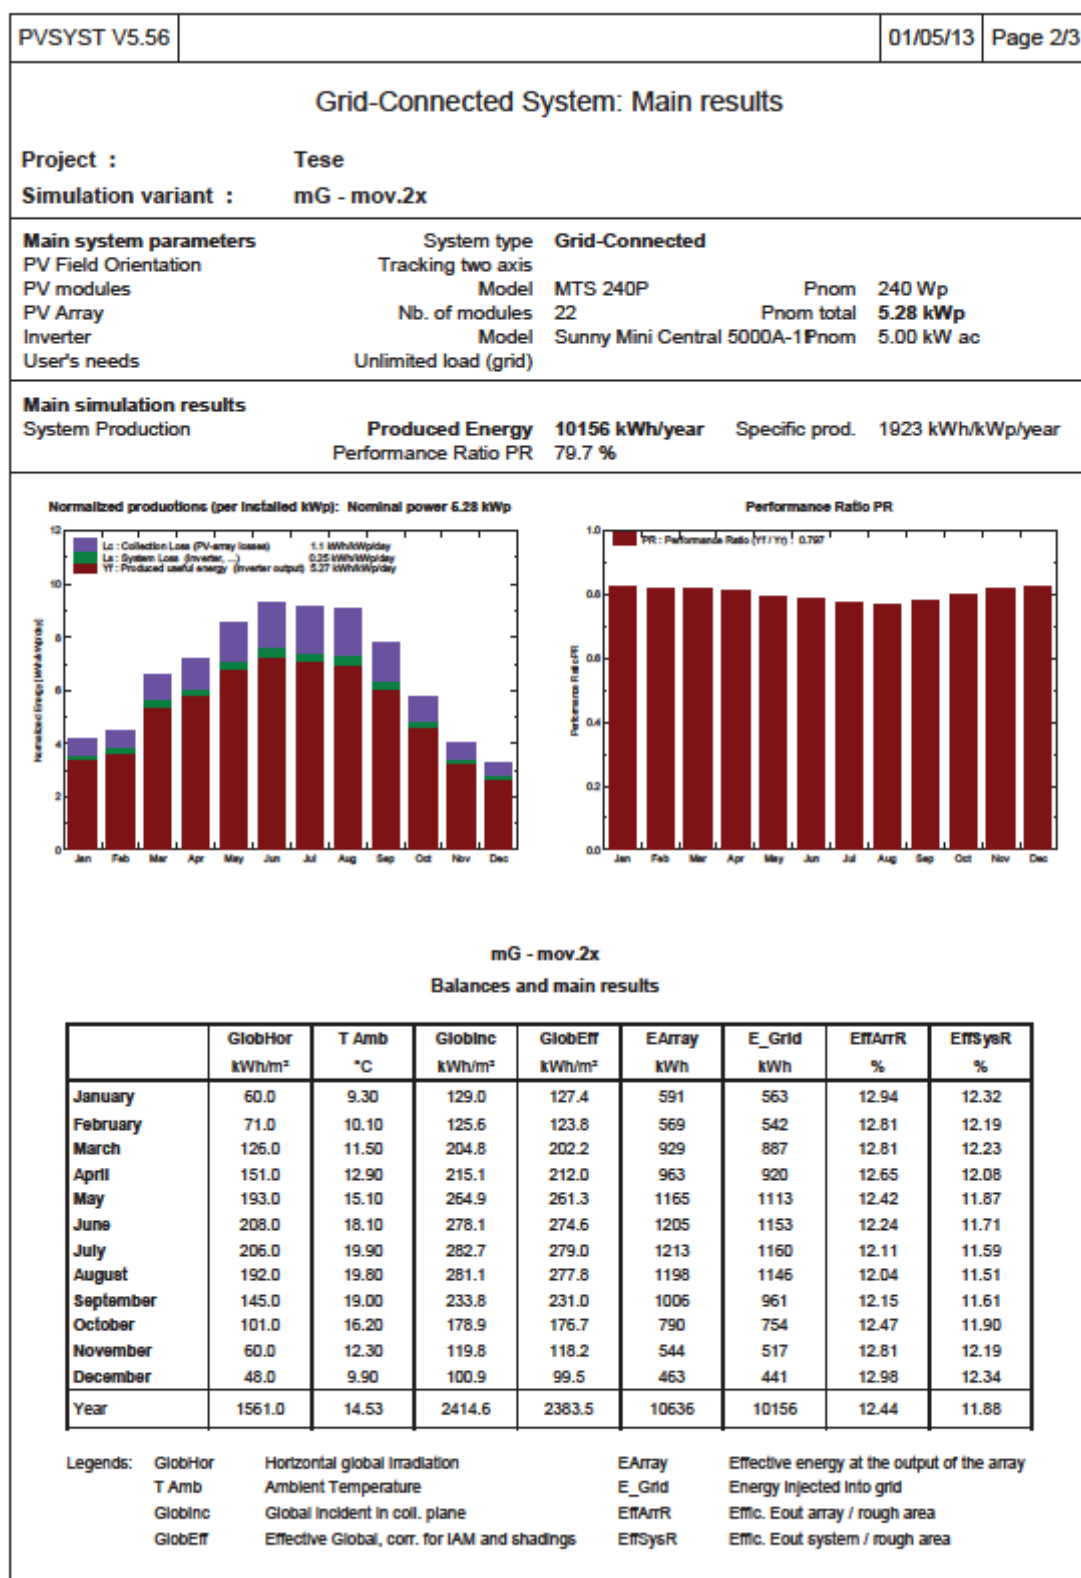 PVSYST V5.56 01/05/13 Page 2/3
Grid-Connected System: Main results
Project : Tese
Simulation variant : mG - mov.2x
Main system parameters System type Grid-Connected
PV Field Orientation Tracking two axis
PV modules Model MTS 240P Pnom 240 Wp
PV Array Nb. of modules 22 Pnom total 5.28 kWp
Inverter Model Sunny Mini Central 5000A-11 Pnom 5.00 kW ac
User's needs Unlimited load (grid)
Main simulation results
System Production Produced Energy 10156 kWh/year Specific prod. 1923 kWh/kWp/year
Performance Ratio PR 79.7 %
Normalized productions (per installed kWp): Nominal power 5.28 kWp
Lc : Collection Loss (PV-array losses) 1.1 kWh/kWp/day
Ls : System Loss (inverter, ...) 0.25 kWh/kWp/day
Yf : Produced useful energy (inverter output) 5.27 kWh/kWp/day
Normalized Energy [kWh/kWp/day]
12
10
8
6
4
2
0
Jan Feb Mar Apr May Jun Jul Aug Sep Oct Nov Dec
Performance Ratio PR
PR : Performance Ratio (Yf / Yr) : 0.797
Performance Ratio PR
1.0
0.8
0.6
0.4
0.2
0.0
Jan Feb Mar Apr May Jun Jul Aug Sep Oct Nov Dec
mG - mov.2x
Balances and main results
GlobHor T Amb GlobInc GlobEff EArray E_Grid EffArrR EffSysR
kWh/m² °C kWh/m² kWh/m² kWh kWh % %
January 60.0 9.30 129.0 127.4 591 563 12.94 12.32
February 71.0 10.10 125.6 123.8 569 542 12.81 12.19
March 126.0 11.50 204.8 202.2 929 887 12.81 12.23
April 151.0 12.90 215.1 212.0 963 920 12.65 12.08
May 193.0 15.10 264.9 261.3 1165 1113 12.42 11.87
June 208.0 18.10 278.1 274.6 1205 1153 12.24 11.71
July 206.0 19.90 282.7 279.0 1213 1160 12.11 11.59
August 192.0 19.80 281.1 277.8 1198 1146 12.04 11.51
September 145.0 19.00 233.8 231.0 1006 961 12.15 11.61
October 101.0 16.20 178.9 176.7 790 754 12.47 11.90
November 60.0 12.30 119.8 118.2 544 517 12.81 12.19
December 48.0 9.90 100.9 99.5 463 441 12.98 12.34
Year 1561.0 14.53 2414.6 2383.5 10636 10156 12.44 11.88
Legends: GlobHor Horizontal global irradiation EArray Effective energy at the output of the array
T Amb Ambient Temperature E_Grid Energy injected into grid
GlobInc Global incident in coll. plane EffArrR Effic. Eout array / rough area
GlobEff Effective Global, corr. for IAM and shadings EffSysR Effic. Eout system / rough area